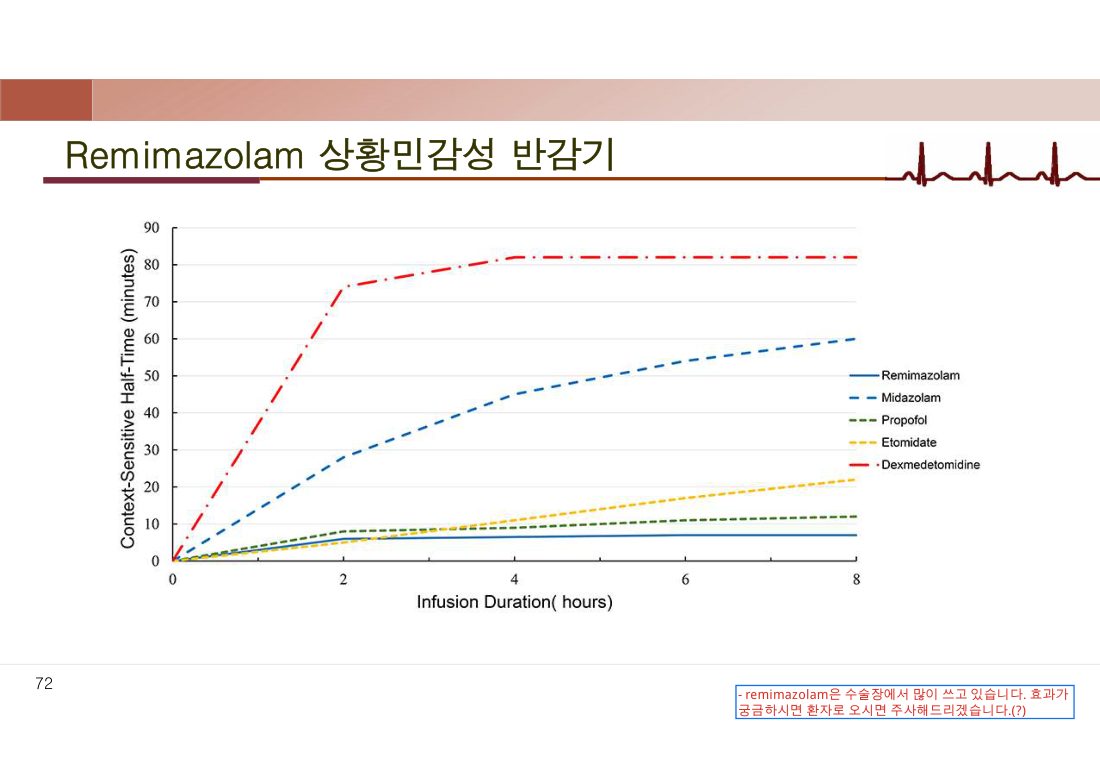 Remimazolam 상황민감성 반감기
Context-Sensitive Half-Time (minutes)
90
80
70
60
50
40
30
20
10
0
0 2 4 6 8
Infusion Duration( hours)
Remimazolam
Midazolam
Propofol
Etomidate
Dexmedetomidine
72
- remimazolam은 수술장에서 많이 쓰고 있습니다. 효과가
궁금하시면 환자로 오시면 주사해드리겠습니다.(?)